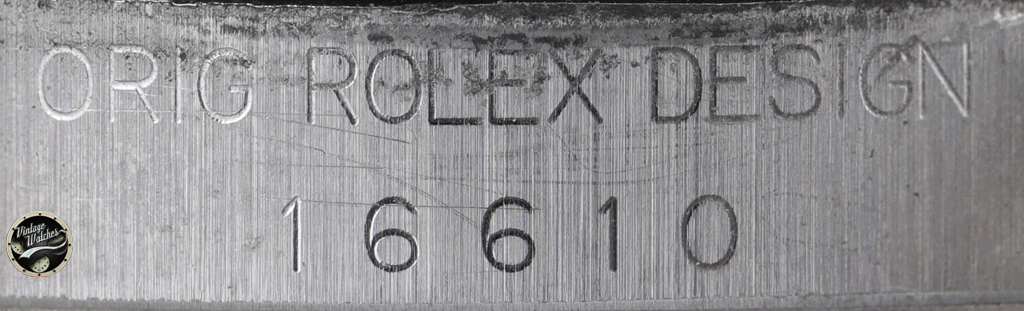 ORIG ROLEX DESIGN
16610
Vintage
Watches